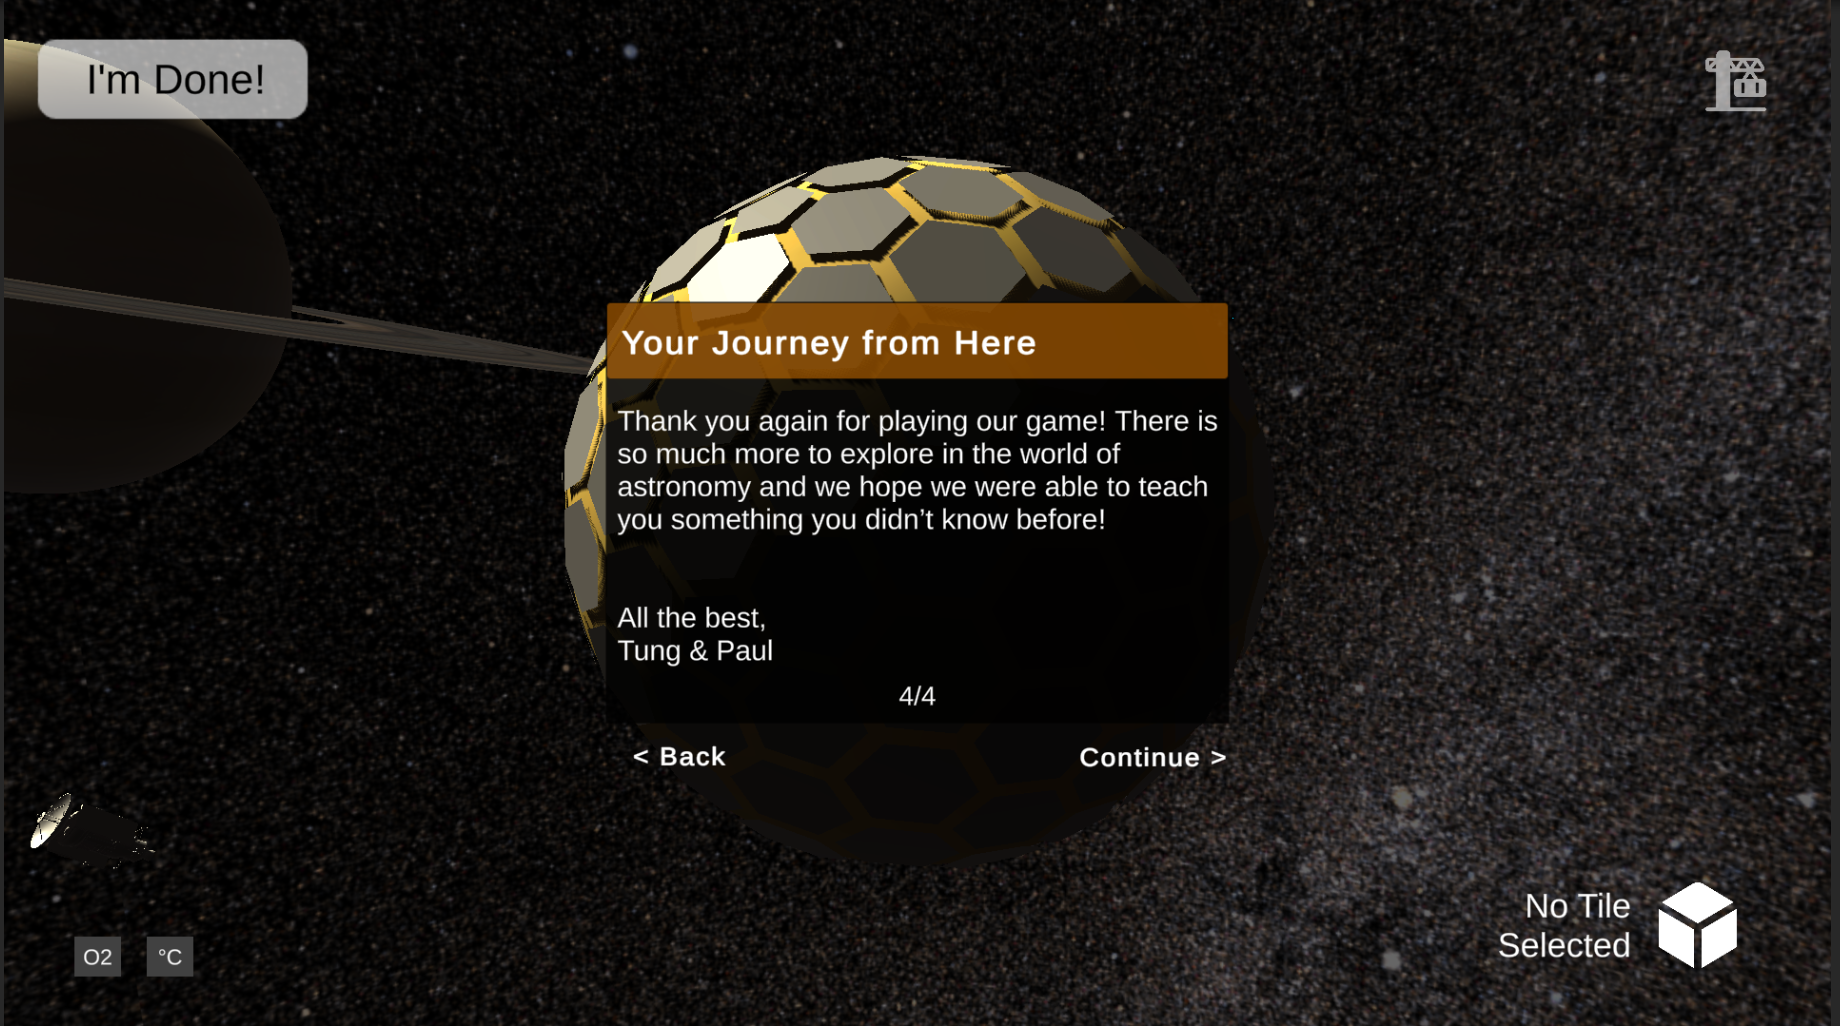 I'm Done!
Your Journey from Here
Thank you again for playing our game! There is
so much more to explore in the world of
astronomy and we hope we were able to teach
you something you didn’t know before!
All the best,
Tung & Paul
4/4
< Back
Continue >
No Tile
Selected
O2
°C